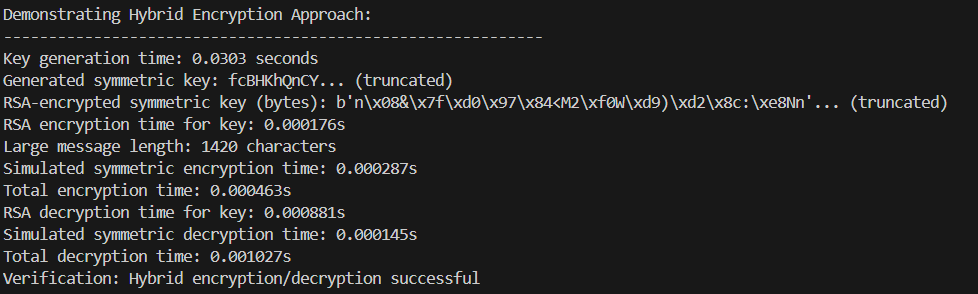 Demonstrating Hybrid Encryption Approach:
------------------------------------------------------------
Key generation time: 0.0303 seconds
Generated symmetric key: fcBHKhQnCY... (truncated)
RSA-encrypted symmetric key (bytes): b'n\x08&\x7f\xd0\x97\x84<M2\xf0W\xd9)\xd2\x8c:\xe8Nn'... (truncated)
RSA encryption time for key: 0.000176s
Large message length: 1420 characters
Simulated symmetric encryption time: 0.000287s
Total encryption time: 0.000463s
RSA decryption time for key: 0.000881s
Simulated symmetric decryption time: 0.000145s
Total decryption time: 0.001027s
Verification: Hybrid encryption/decryption successful